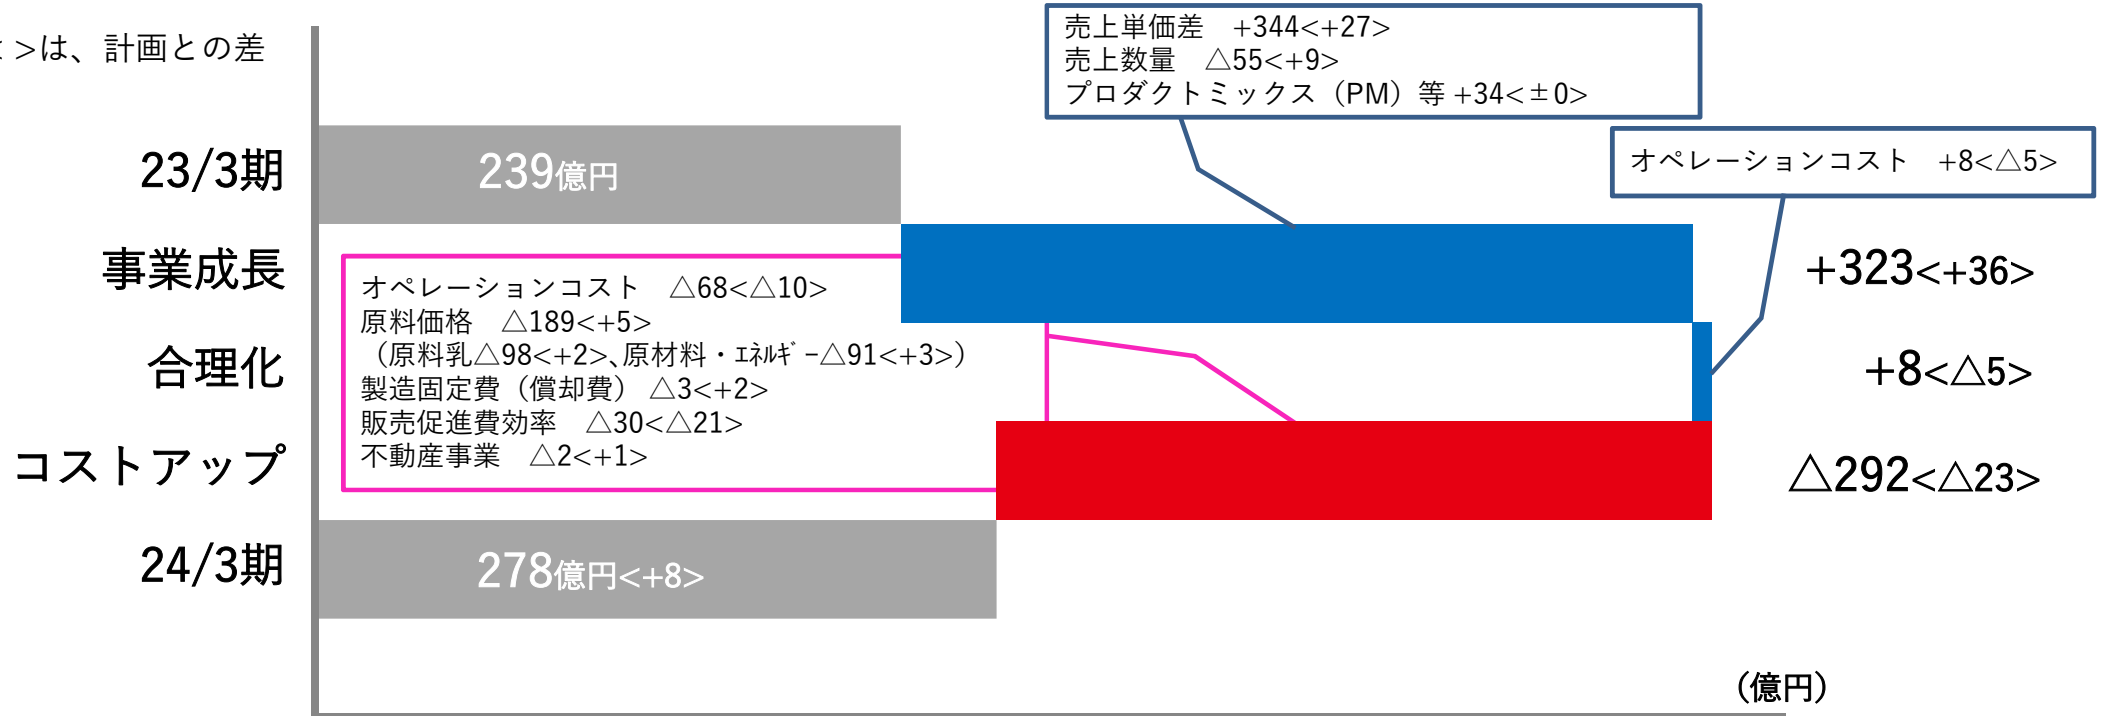 >は、計画との差
売上単価差　+344<+27>
売上数量　△55<+9>
プロダクトミックス（PM）等 +34<±0>
オペレーションコスト　+8<△5>
23/3期
239億円
事業成長
+323<+36>
オペレーションコスト　△68<△10>
原料価格　△189<+5>
（原料乳△98<+2>、原材料・ｴﾈﾙｷﾞｰ△91<+3>）
製造固定費（償却費） △3<+2>
販売促進費効率　△30<△21>
不動産事業　△2<+1>
合理化
+8<△5>
コストアップ
△292<△23>
24/3期
278億円<+8>
(億円)